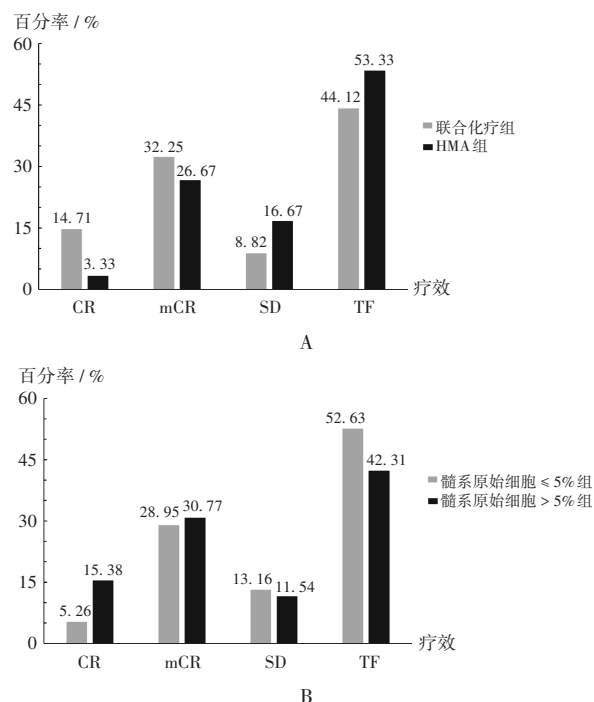 百分率 / %
60
53. 33
44. 12
45
联合化疗组
32. 25
HMA 组
30
26. 67
14. 71
16. 67
15
8. 82
3. 33
0
CR
mCR
SD
TF
疗效
A
百分率 / %
60
52. 63
45
42. 31
髓系原始细胞 ≤ 5% 组
28. 95
30. 77
髓系原始细胞 > 5% 组
30
15. 38
13. 16
11. 54
15
5. 26
0
CR
mCR
SD
TF
疗效
B